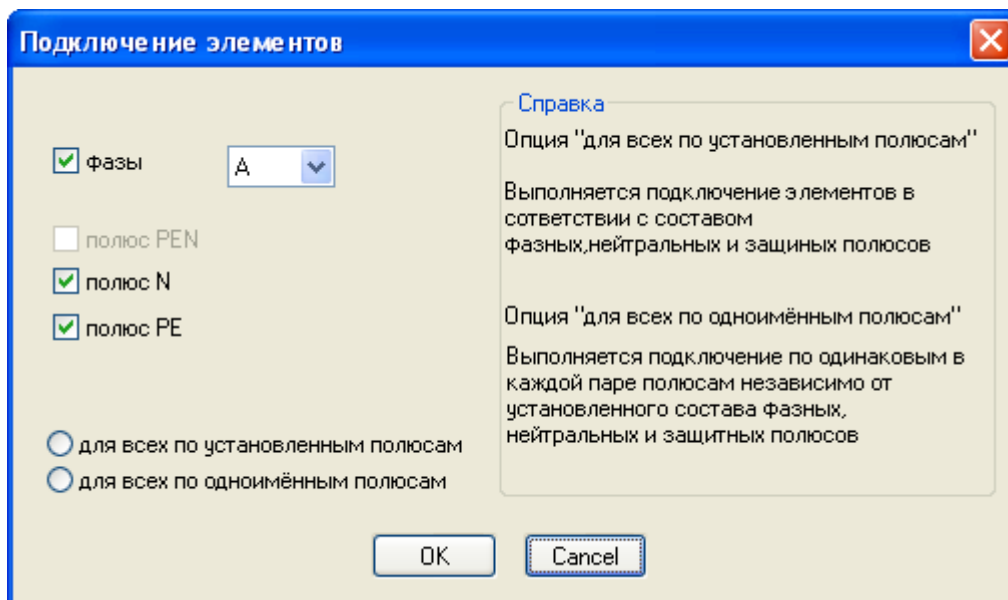 Подключение элементов
фазы
A
полюс PEN
полюс N
полюс PE
для всех по установленным полюсам
для всех по одноимённым полюсам
Справка
Опция "для всех по установленным полюсам"
Выполняется подключение элементов в
сответствии с составом
фазных,нейтральных и защиных полюсов
Опция "для всех по одноимённым полюсам"
Выполняется подключение по одинаковым в
каждой паре полюсам независимо от
установленного состава фазных,
нейтральных и защитных полюсов
OK
Cancel